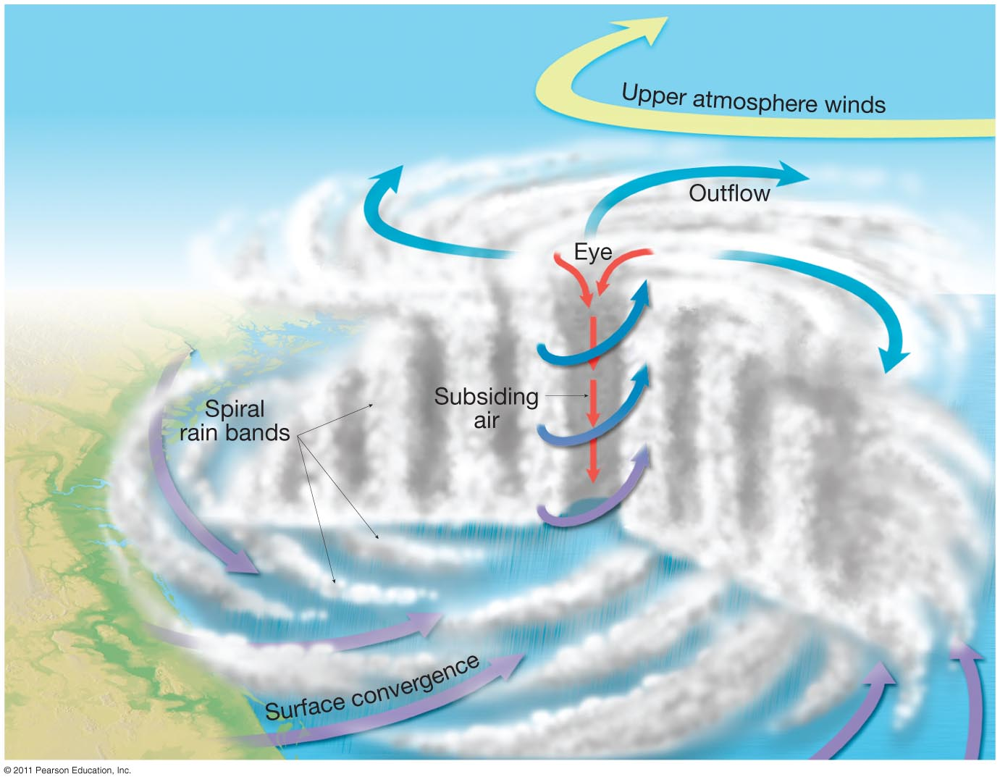 Upper atmosphere winds
Outflow
Eye
Subsiding
air
Spiral
rain bands
Surface convergence
© 2011 Pearson Education, Inc.